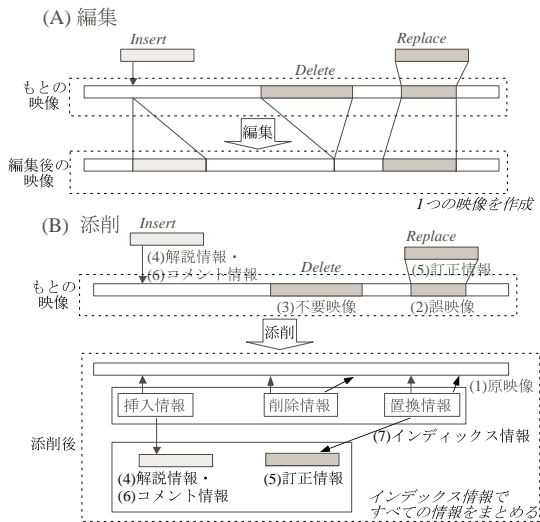 (A) 編集
Insert
Replace
Delete
もとの
映像
編集
編集後の
映像
1つの映像を作成
(B) 添削
Insert
Replace
(4)解説情報・
(6)コメント情報
Delete
(5)訂正情報
もとの
映像
(3)不要映像
(2)誤映像
添削
(1)原映像
挿入情報
削除情報
置換情報
(7)インディックス情報
添削後
(4)解説情報・
(6)コメント情報
(5)訂正情報
インデックス情報で
すべての情報をまとめる